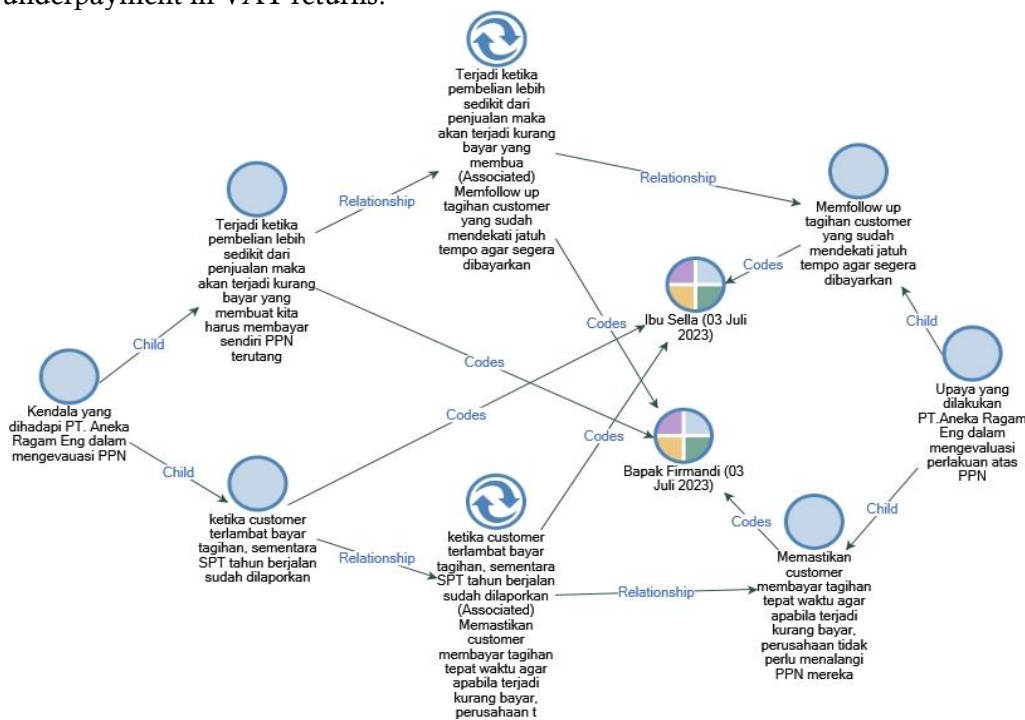 underpayment in VAT returns.
Terjadi ketika
pembelian lebih
sedikit dari
penjualan maka
akan terjadi kurang
bayar yang
membua
(Associated)
Memfollow up
tagihan customer
yang sudah
mendekati jatuh
tempo agar segera
dibayarkan
Relationship
Relationship
Terjadi ketika
pembelian lebih
sedikit dari
penjualan maka
akan terjadi kurang
bayar yang
membuat kita
harus membayar
sendiri PPN
terutang
Memfollow up
tagihan customer
yang sudah
mendekati jatuh
tempo agar segera
dibayarkan
Codes
Ibu Sella (03 Juli
2023)
Codes
Child
Child
Codes
Kendala yang
dihadapi PT. Aneka
Ragam Eng dalam
mengevauasi PPN
Upaya yang
dilakukan
PT.Aneka Ragam
Eng dalam
mengevaluasi
perlakuan atas
PPN
Codes
Codes
Bapak Firmandi (03
Juli 2023)
Child
Child
ketika customer
terlambat bayar
tagihan, sementara
SPT tahun berjalan
sudah dilaporkan
Relationship
ketika customer
terlambat bayar
tagihan, sementara
SPT tahun berjalan
sudah dilaporkan
(Associated)
Memastikan
customer
membayar tagihan
tepat waktu agar
apabila terjadi
kurang bayar,
perusahaan t
Codes
Relationship
Memastikan
customer
membayar tagihan
tepat waktu agar
apabila terjadi
kurang bayar,
perusahaan tidak
perlu menalangi
PPN mereka